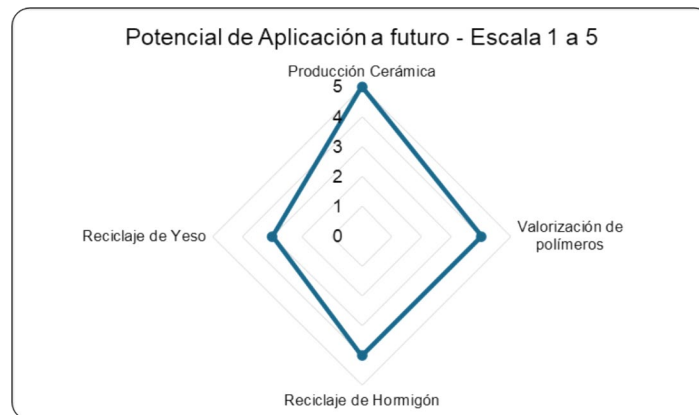 Potencial de Aplicación a futuro - Escala 1 a 5
Producción Cerámica
5
4
3
2
1
0
Reciclaje de Yeso
Valorización de
polímeros
Reciclaje de Hormigón